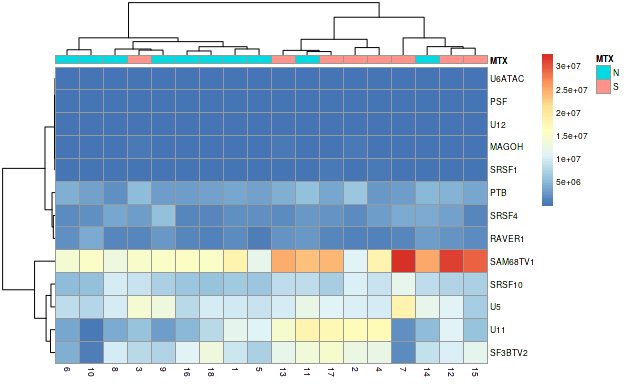 MTX
U6ATAC
PSF
U12
MAGOH
SRSF1
PTB
SRSF4
RAVER1
SAM68TV1
SRSF10
U5
U11
SF3BTV2
6 10 8 3 9 16 18 1 5 13 11 17 2 4 7 14 12 15
3e+07
2.5e+07
2e+07
1.5e+07
1e+07
5e+06
MTX
N
S